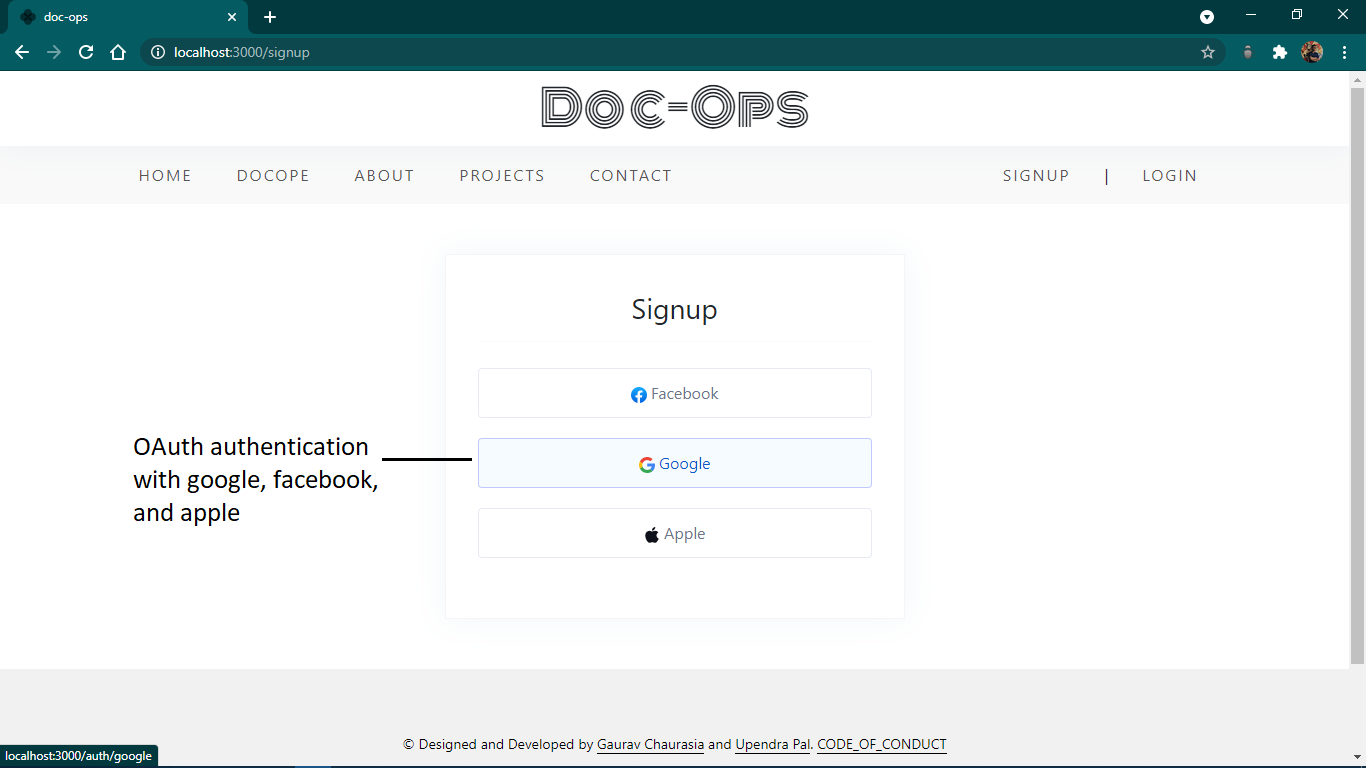 doc-ops
localhost:3000/signup
Doc-Ops
HOME DOCOPE ABOUT PROJECTS CONTACT SIGNUP | LOGIN
Signup
Facebook
OAuth authentication
with google, facebook,
and apple
Google
Apple
© Designed and Developed by Gaurav Chaurasia and Upendra Pal. CODE_OF_CONDUCT
localhost:3000/auth/google